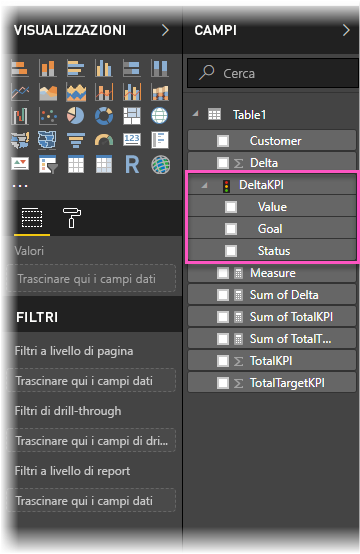 VISUALIZZAZIONI
R
...
Valori
Trascinare qui i campi dati
FILTRI
Filtri a livello di pagina
Trascinare qui i campi dati
Filtri di drill-through
Trascinare qui i campi di dri...
Filtri a livello di report
Trascinare qui i campi dati
CAMPI
Cerca
Table1
Customer
Σ Delta
DeltaKPI
Value
Goal
Status
Measure
Sum of Delta
Sum of TotalKPI
Sum of TotalT...
Σ TotalKPI
Σ TotalTargetKPI